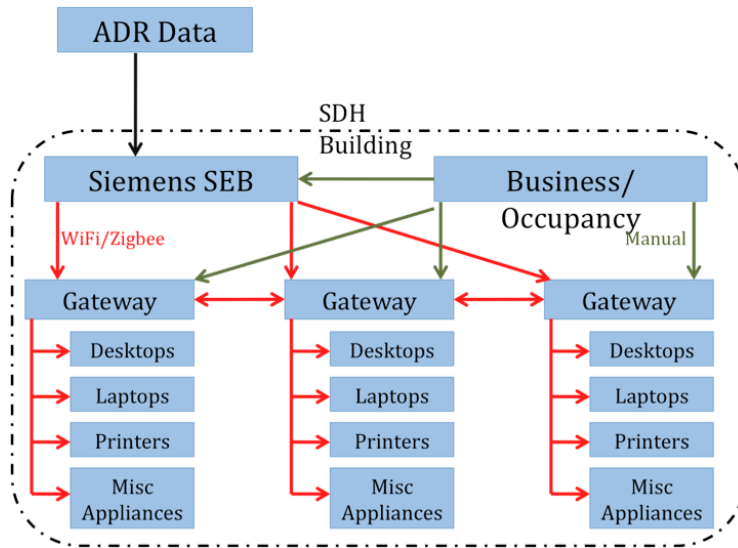 ADR Data
SDH
Building
Siemens SEB
Business/
Occupancy
WiFi/Zigbee
Manual
Gateway
Gateway
Gateway
Desktops
Desktops
Desktops
Laptops
Laptops
Laptops
Printers
Printers
Printers
Misc
Appliances
Misc
Appliances
Misc
Appliances